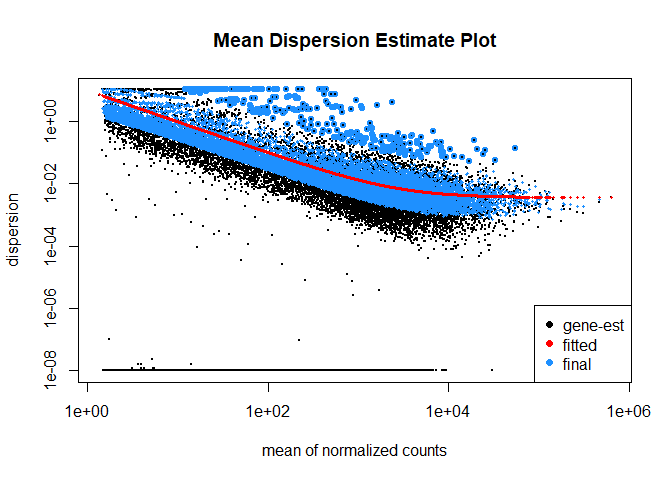 Mean Dispersion Estimate Plot
dispersion
1e+00
1e-02
1e-04
1e-06
1e-08
gene-est
fitted
final
1e+00
1e+02
1e+04
1e+06
mean of normalized counts